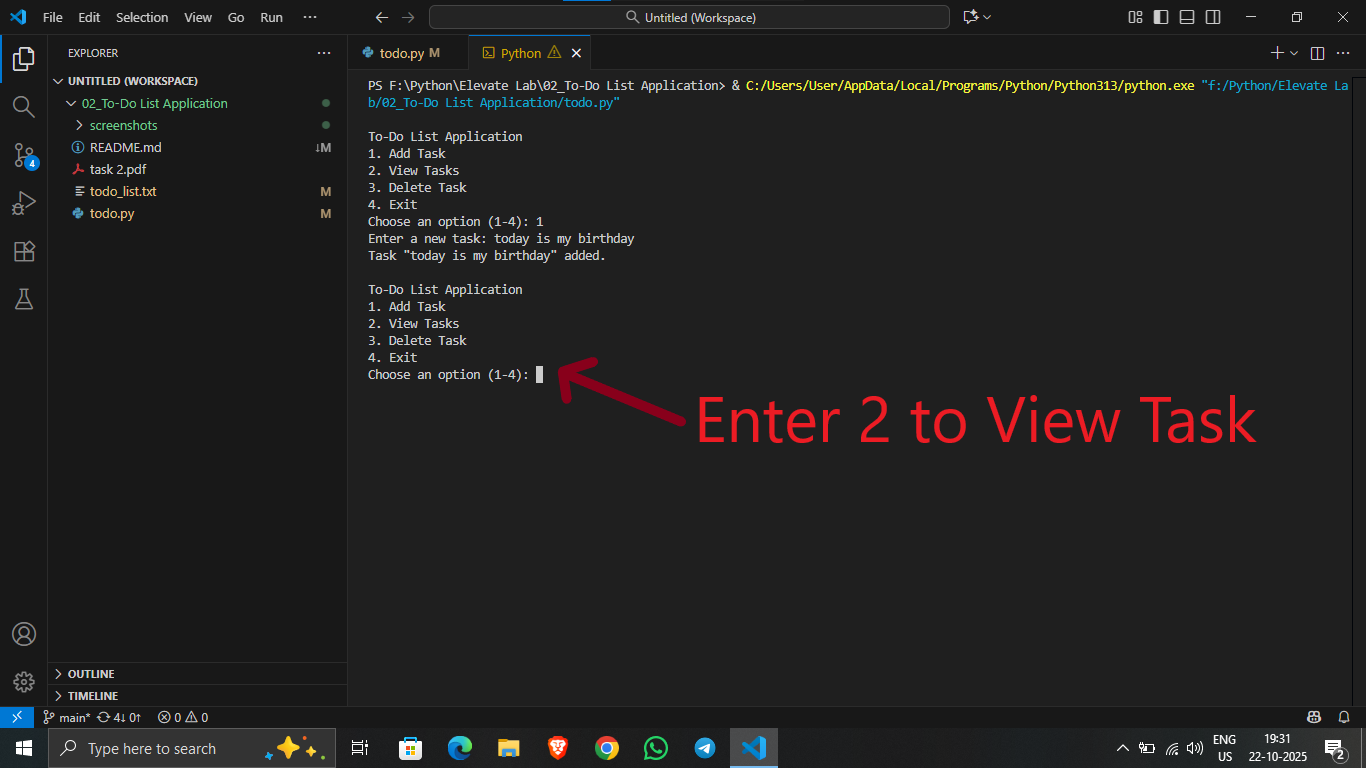 File Edit Selection View Go Run ···
Untitled (Workspace)
EXPLORER ···
UNTITLED (WORKSPACE)
02_To-Do List Application
screenshots
README.md ↓M
task 2.pdf
todo_list.txt M
todo.py M
OUTLINE
TIMELINE
todo.py M
Python
PS F:\Python\Elevate Lab\02_To-Do List Application> & C:/Users/User/AppData/Local/Programs/Python/Python313/python.exe "f:/Python/Elevate La
b/02_To-Do List Application/todo.py"
To-Do List Application
1. Add Task
2. View Tasks
3. Delete Task
4. Exit
Choose an option (1-4): 1
Enter a new task: today is my birthday
Task "today is my birthday" added.
To-Do List Application
1. Add Task
2. View Tasks
3. Delete Task
4. Exit
Choose an option (1-4):
Enter 2 to View Task
4
main* 4↓ 0↑ 0 0
Type here to search
ENG
US
19:31
22-10-2025
2